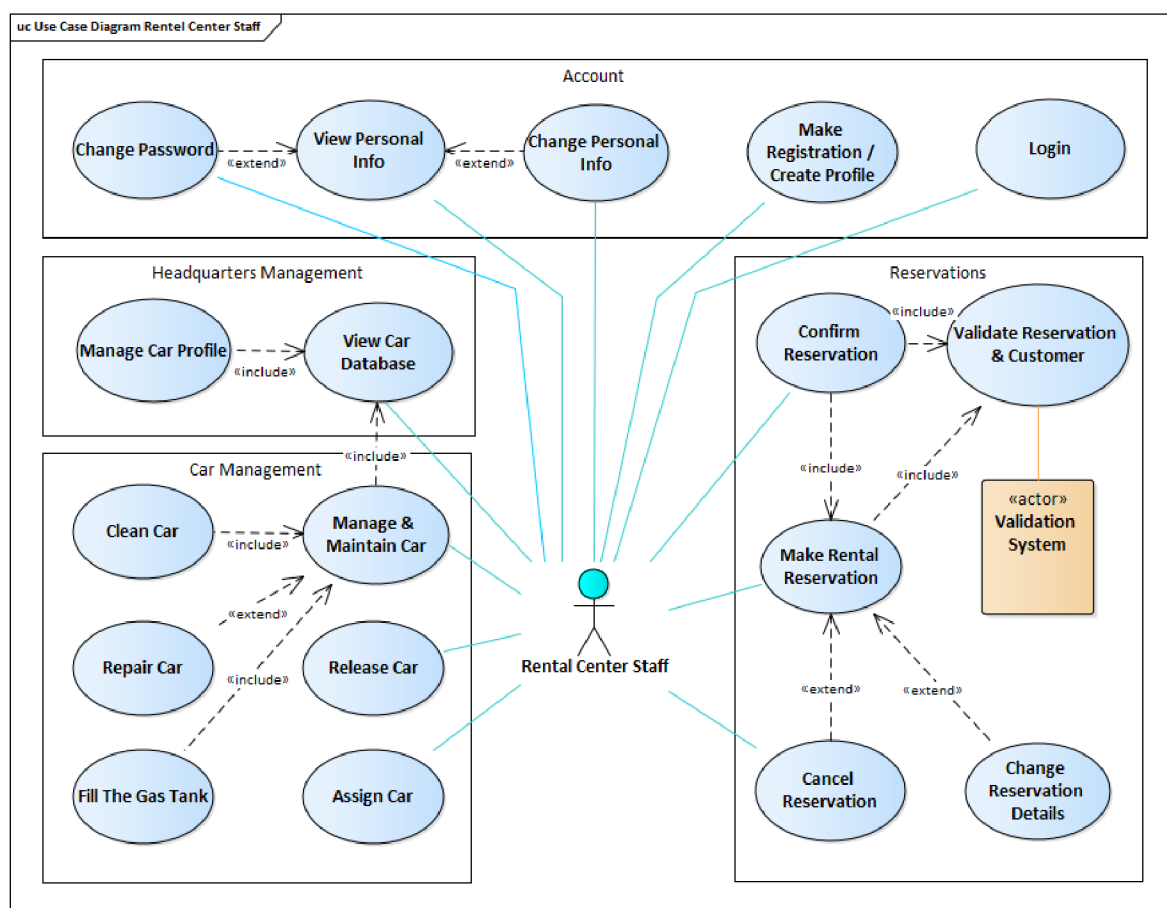 uc Use Case Diagram Rentel Center Staff
Account
Change Password
«extend»
View Personal
Info
«extend»
Change Personal
Info
Make
Registration /
Create Profile
Login
Headquarters Management
Manage Car Profile
«include»
View Car
Database
«include»
Car Management
Clean Car
«include»
Manage &
Maintain Car
«extend»
Repair Car
«include»
Release Car
Fill The Gas Tank
Assign Car
Rental Center Staff
Reservations
Confirm
Reservation
«include»
Validate Reservation
& Customer
«include»
«include»
«actor»
Validation
System
Make Rental
Reservation
«extend»
«extend»
Cancel
Reservation
Change
Reservation
Details